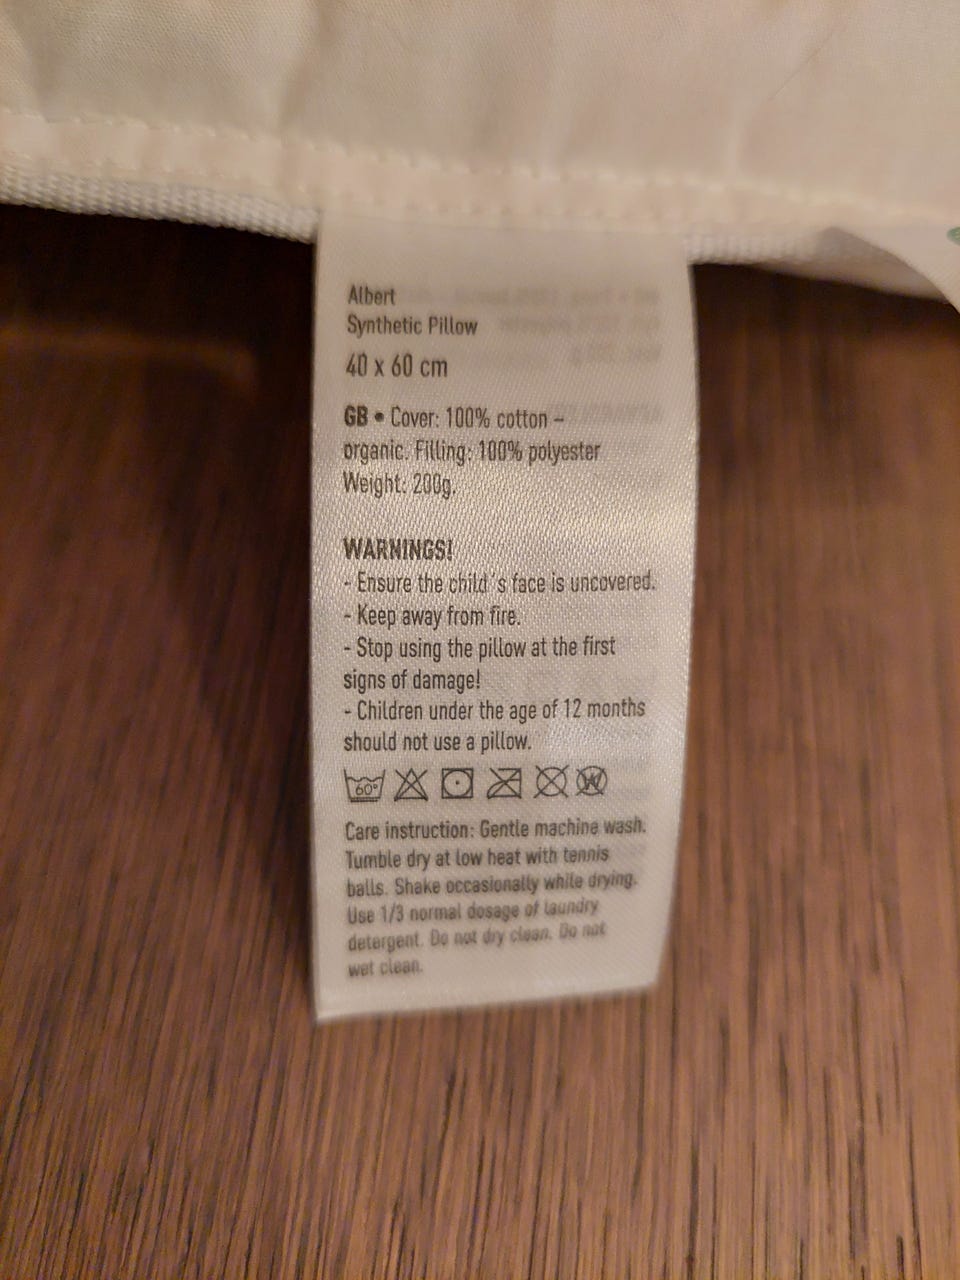 Albert
Synthetic Pillow
40 x 60 cm
GB • Cover: 100% cotton –
organic. Filling: 100% polyester
Weight: 200g.
WARNINGS!
- Ensure the child´s face is uncovered.
- Keep away from fire.
- Stop using the pillow at the first
signs of damage!
- Children under the age of 12 months
should not use a pillow.
60° W
Care instruction: Gentle machine wash.
Tumble dry at low heat with tennis
balls. Shake occasionally while drying.
Use 1/3 normal dosage of laundry
detergent. Do not dry clean. Do not
wet clean.